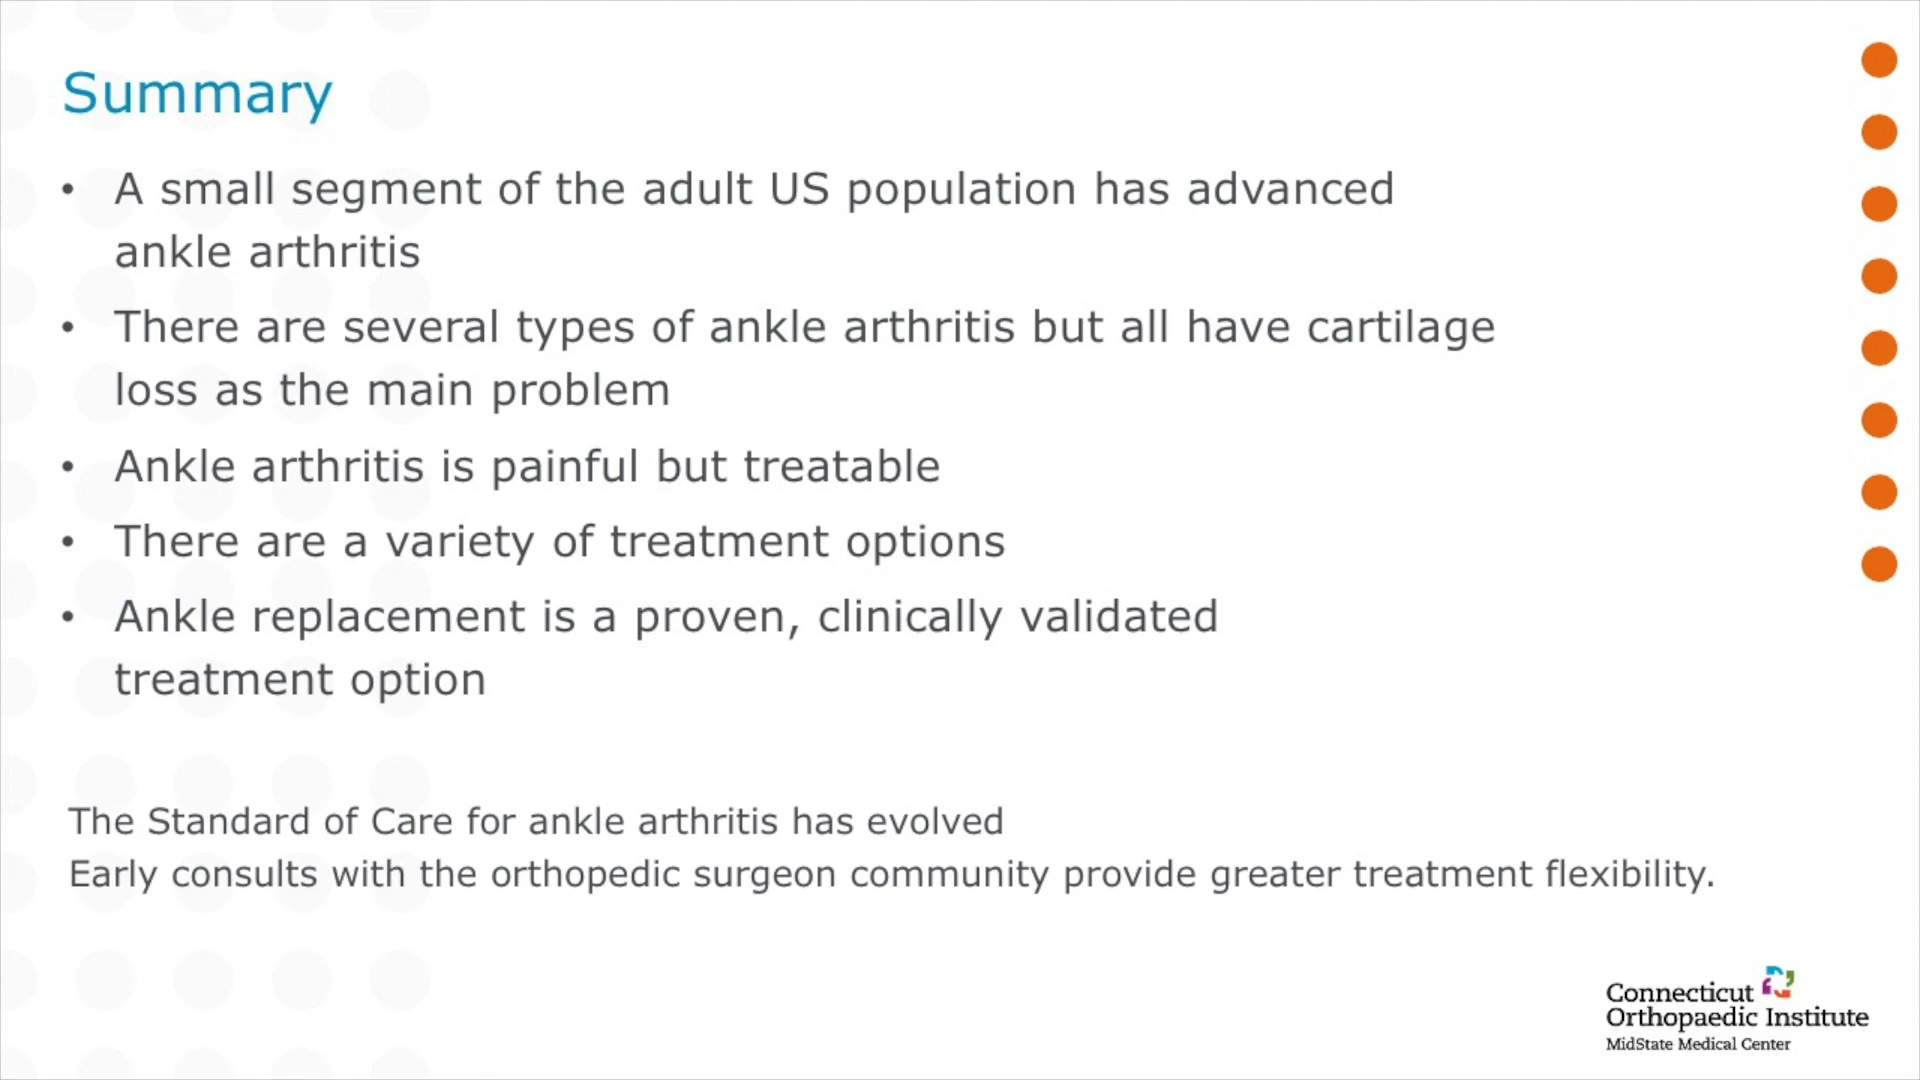 Summary
• A small segment of the adult US population has advanced
ankle arthritis
• There are several types of ankle arthritis but all have cartilage
loss as the main problem
• Ankle arthritis is painful but treatable
• There are a variety of treatment options
• Ankle replacement is a proven, clinically validated
treatment option
The Standard of Care for ankle arthritis has evolved
Early consults with the orthopedic surgeon community provide greater treatment flexibility.
Connecticut
Orthopaedic Institute
MidState Medical Center